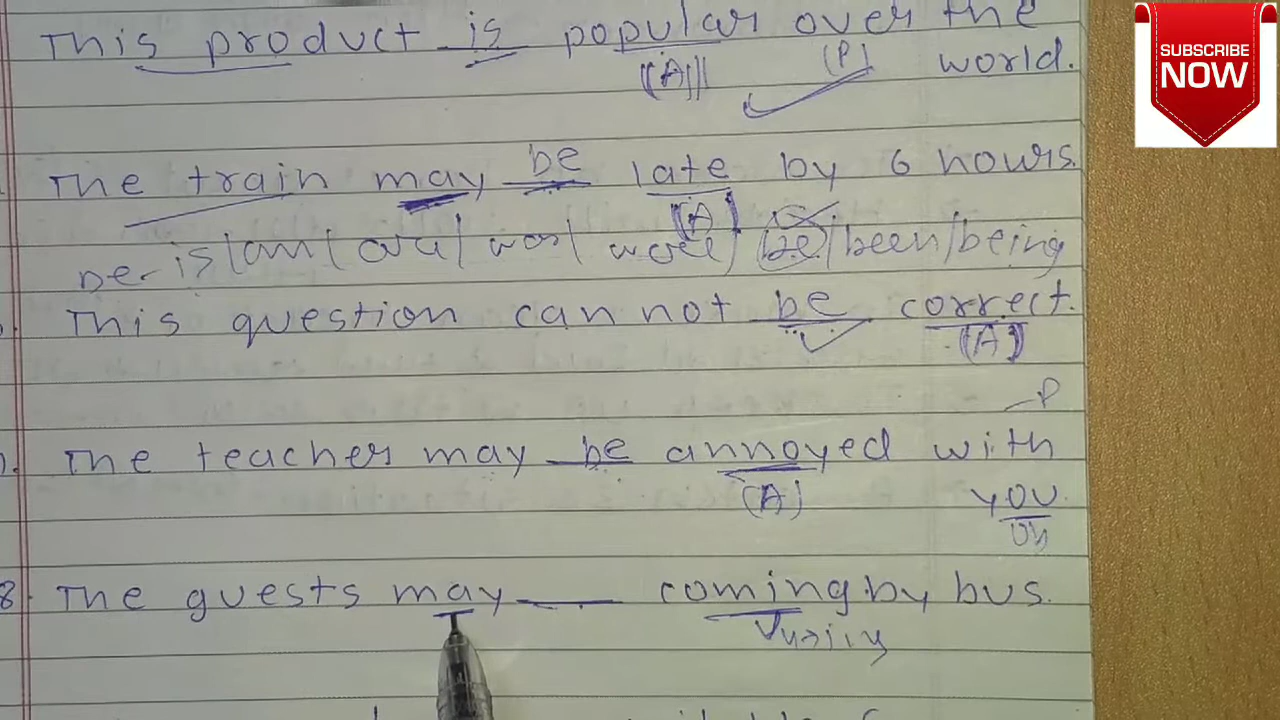 This product is popular over the
(A) (P) world.
SUBSCRIBE
NOW
The train may be late by 6 hours.
(A)
Be- is/am/are/was/were/be/been/being
This question can not be correct.
(A)
P
The teacher may be annoyed with
(A) you.
8. The guests may ___ coming by bus.